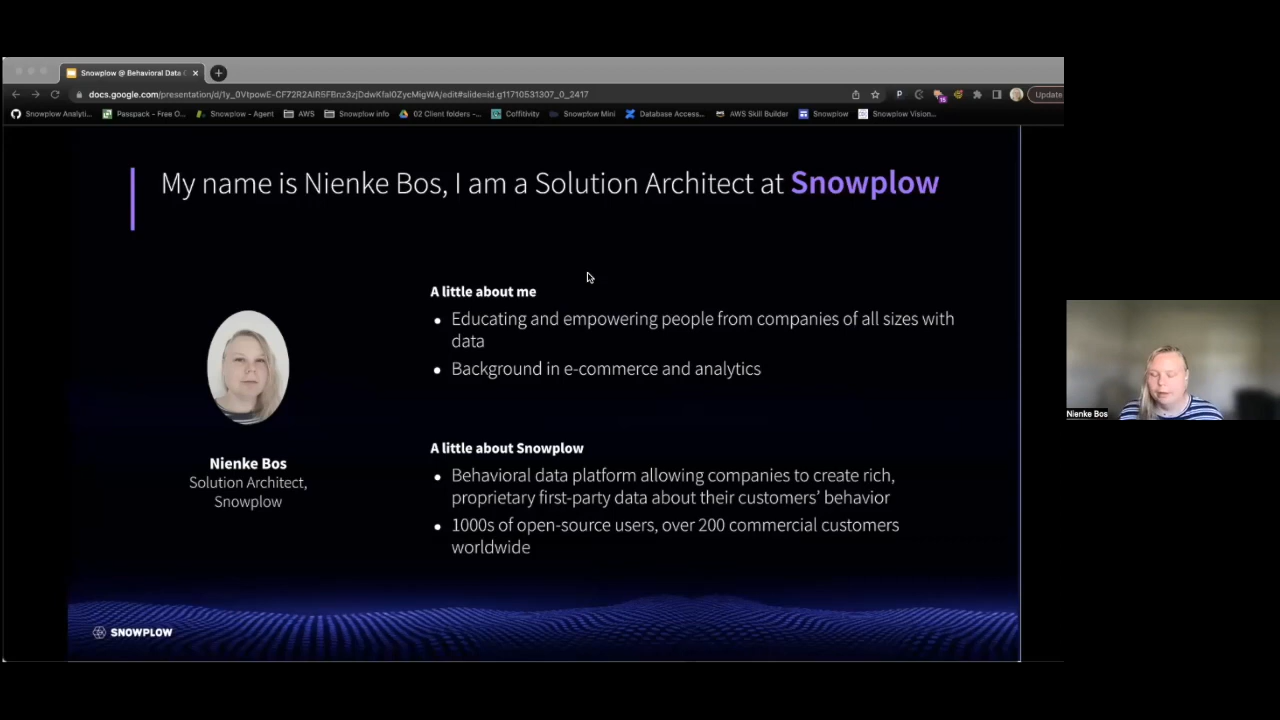 Snowplow @ Behavioral Data
Update
docs.google.com/presentation/d/1y_0VtpowE-CF72R2AIR5FBnz3zjDdwKfal0ZycMigWA/edit#slide=id.g11710531307_0_2417
Snowplow Analyti...
Passpack - Free O...
Snowplow - Agent
AWS
Snowplow info
02 Client folders -...
Coffitivity
Snowplow Mini
Database Access...
AWS Skill Builder
Snowplow
Snowplow Vision...
My name is Nienke Bos, I am a Solution Architect at Snowplow
A little about me
• Educating and empowering people from companies of all sizes with
data
• Background in e-commerce and analytics
Nienke Bos
Solution Architect,
Snowplow
A little about Snowplow
• Behavioral data platform allowing companies to create rich,
proprietary first-party data about their customers’ behavior
• 1000s of open-source users, over 200 commercial customers
worldwide
SNOWPLOW
Nienke Bos